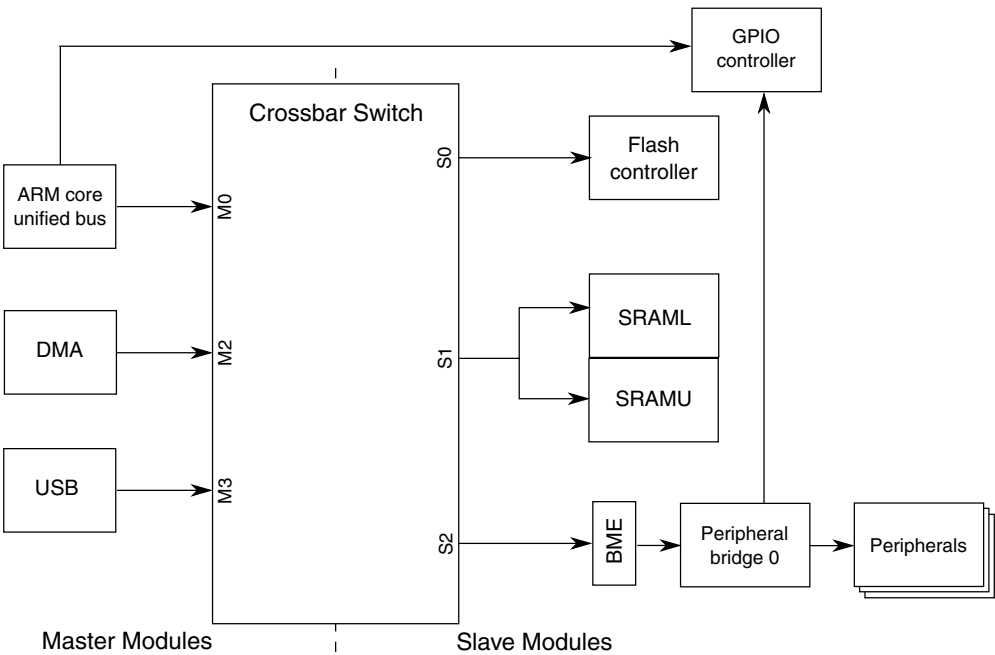 GPIO
controller
Crossbar Switch
S0
Flash
controller
ARM core
unified bus
M0
SRAML
DMA
M2
S1
SRAMU
USB
M3
S2
BME
Peripheral
bridge 0
Peripherals
Master Modules
Slave Modules